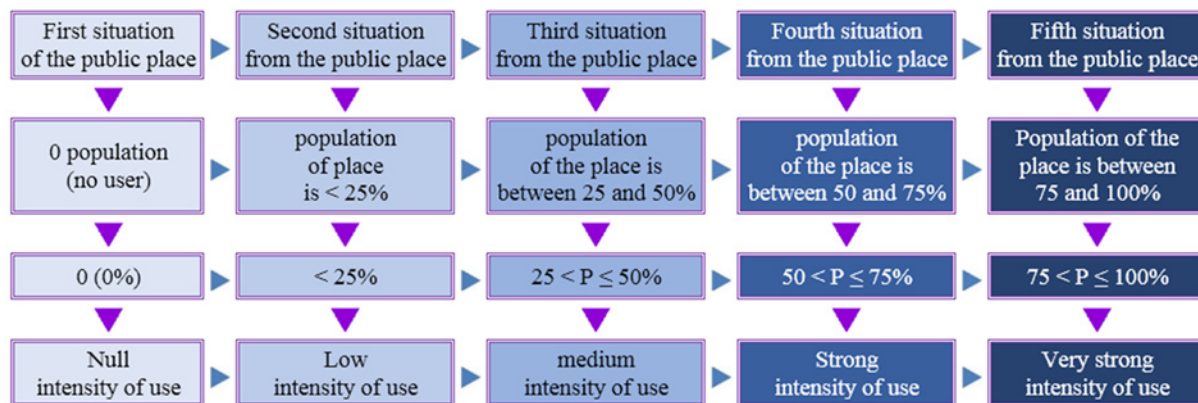 First situation
of the public place
Second situation
from the public place
Third situation
from the public place
Fourth situation
from the public place
Fifth situation
from the public place
0 population
(no user)
population
of place
is < 25%
population
of the place is
between 25 and 50%
population
of the place is
between 50 and 75%
Population of the
place is between
75 and 100%
0 (0%)
< 25%
25 < P ≤ 50%
50 < P ≤ 75%
75 < P ≤ 100%
Null
intensity of use
Low
intensity of use
medium
intensity of use
Strong
intensity of use
Very strong
intensity of use